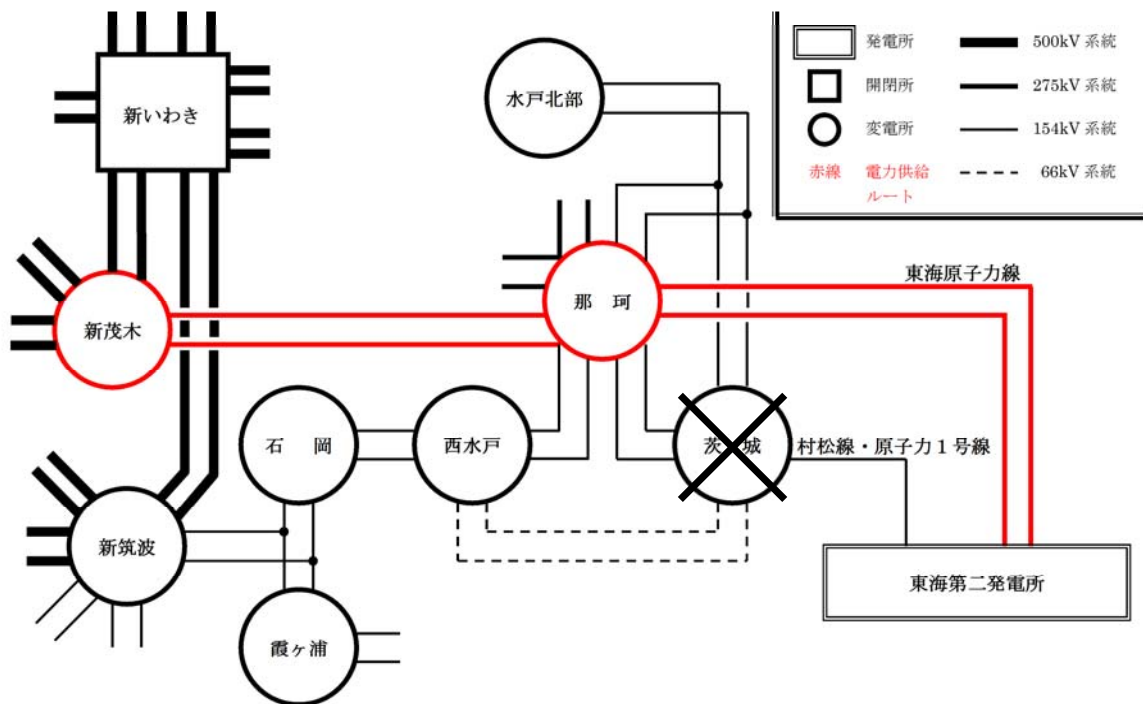 発電所
500kV 系統
開閉所
275kV 系統
変電所
154kV 系統
赤線
電力供給
ルート
66kV 系統
新いわき
水戸北部
東海原子力線
那 珂
新茂木
石 岡
西水戸
茨 城
村松線・原子力1号線
新筑波
東海第二発電所
霞ヶ浦